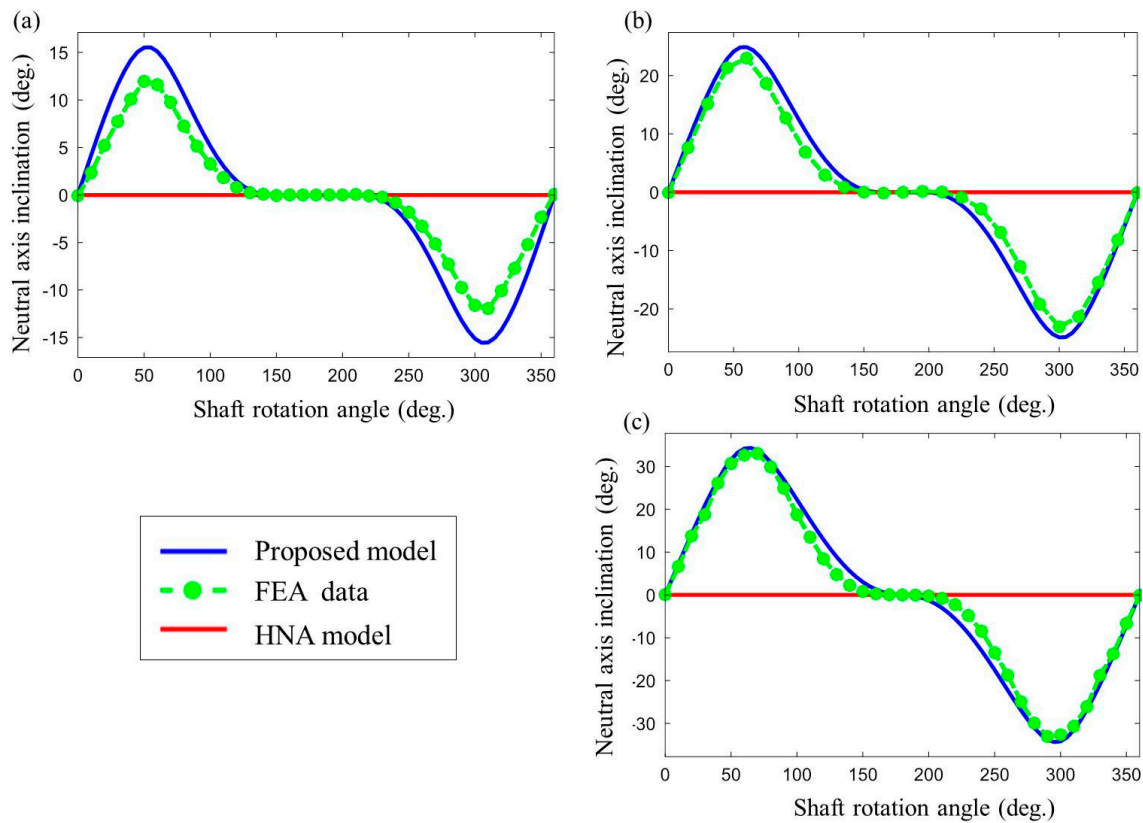 (a)
Neutral axis inclination (deg.)
15
10
5
0
-5
-10
-15
0 50 100 150 200 250 300 350
Shaft rotation angle (deg.)
(b)
Neutral axis inclination (deg.)
20
10
0
-10
-20
0 50 100 150 200 250 300 350
Shaft rotation angle (deg.)
(c)
Neutral axis inclination (deg.)
30
20
10
0
-10
-20
-30
0 50 100 150 200 250 300 350
Shaft rotation angle (deg.)
Proposed model
FEA data
HNA model